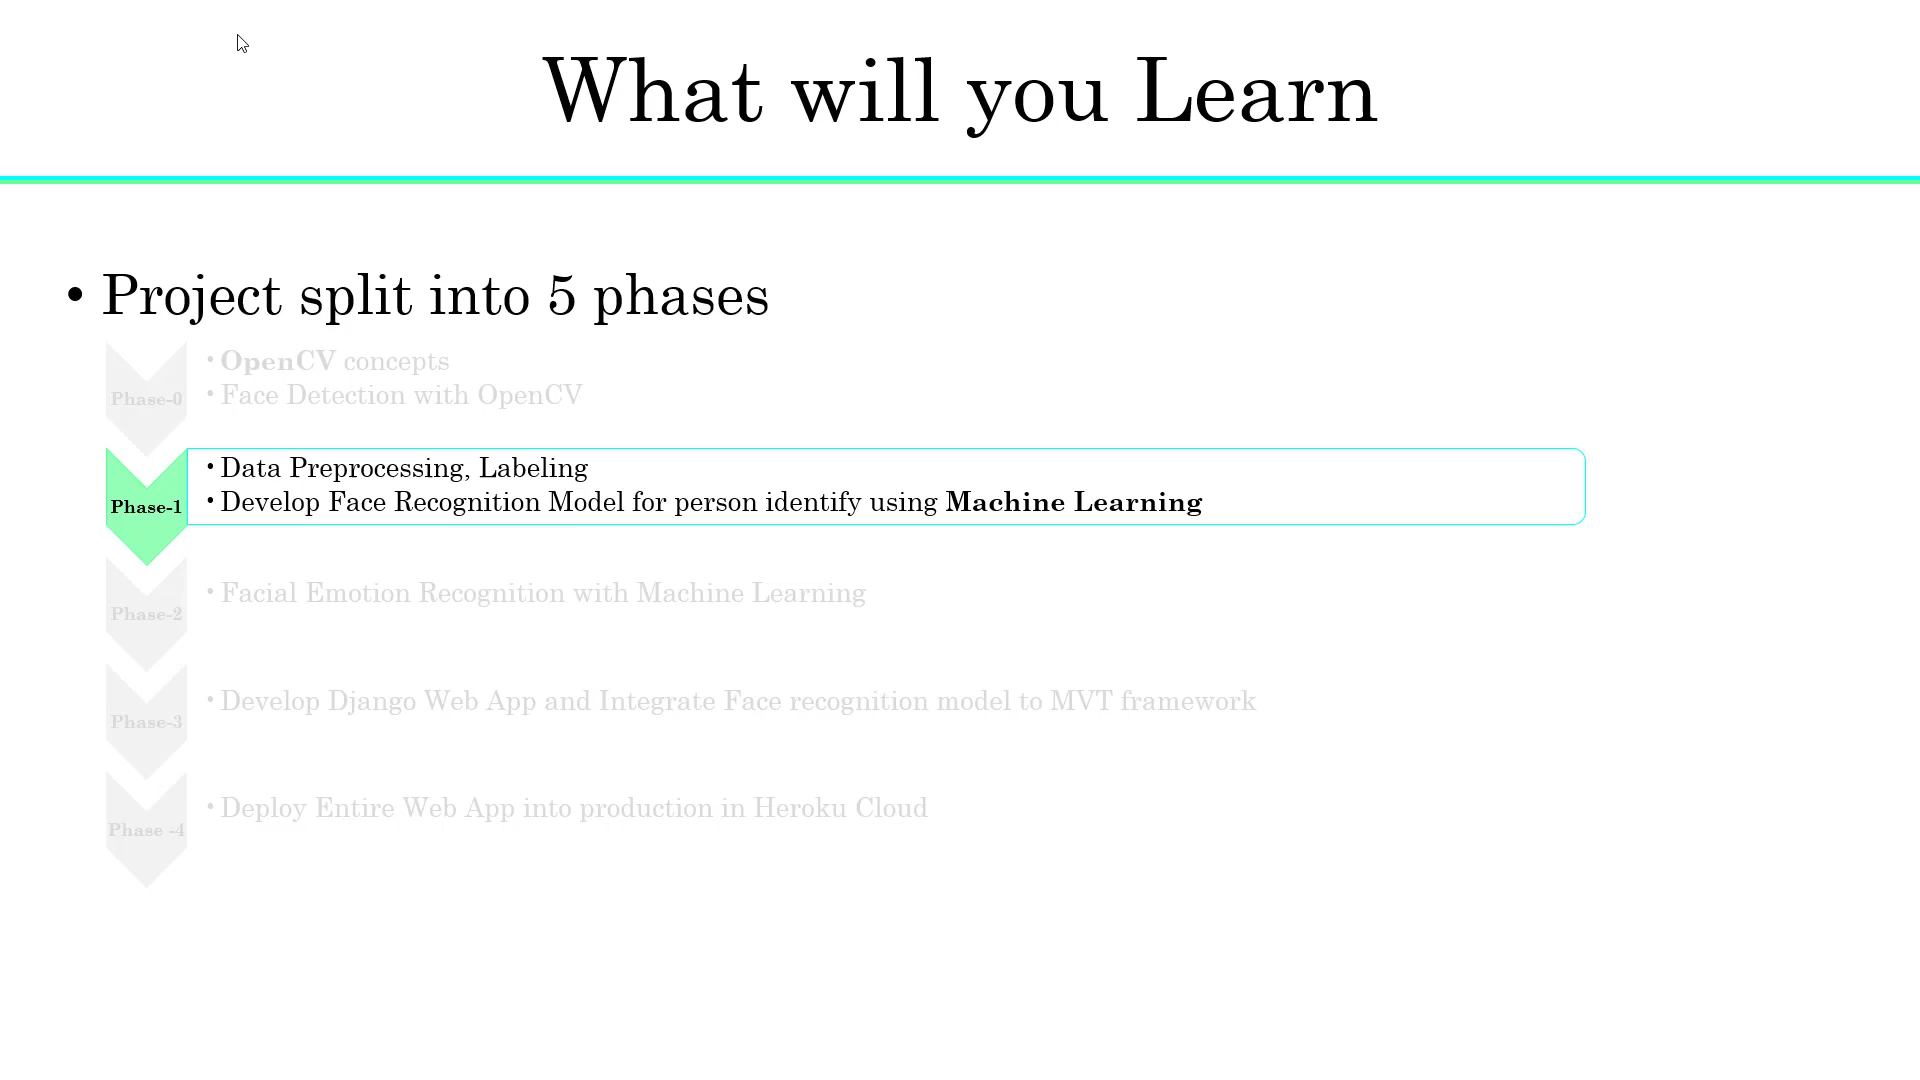 What will you Learn
• Project split into 5 phases
Phase-0
• OpenCV concepts
• Face Detection with OpenCV
Phase-1
• Data Preprocessing, Labeling
• Develop Face Recognition Model for person identify using Machine Learning
Phase-2
• Facial Emotion Recognition with Machine Learning
Phase-3
• Develop Django Web App and Integrate Face recognition model to MVT framework
Phase -4
• Deploy Entire Web App into production in Heroku Cloud